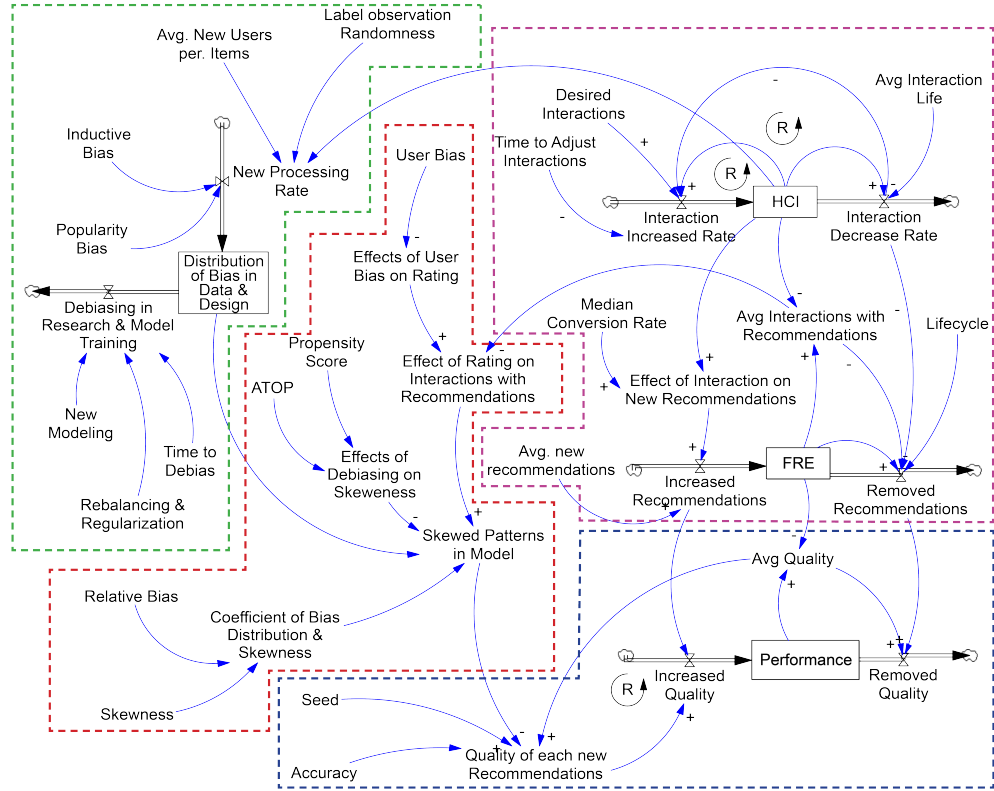 Label observation
Randomness
Avg. New Users
per. Items
Inductive
Bias
New Processing
Rate
Popularity
Bias
Distribution
of Bias in
Data &
Design
Debiasing in
Research & Model
Training
New
Modeling
Time to
Debias
Rebalancing &
Regularization
User Bias
-
Effects of User
Bias on Rating
+
-
Propensity
Score
Effect of Rating on
Interactions with
Recommendations
ATOP
Effects of
Debiasing on
Skeweness
-
+
Skewed Patterns
in Model
Relative Bias
Coefficient of Bias
Distribution &
Skewness
Skewness
Desired
Interactions
Time to Adjust
Interactions
+
-
-
R
R
Avg Interaction
Life
+
HCI
+
-
Interaction
Increased Rate
Interaction
Decrease Rate
-
Median
Conversion Rate
Avg Interactions with
Recommendations
-
Lifecycle
+
-
+
+
Effect of Interaction on
New Recommendations
Avg. new
recommendations
+
FRE
+
-
Increased
Recommendations
+
Removed
Recommendations
-
Avg Quality
+
Performance
+
+
Increased
Quality
R
Removed
Quality
Seed
+
-
+
+
Quality of each new
Recommendations
Accuracy